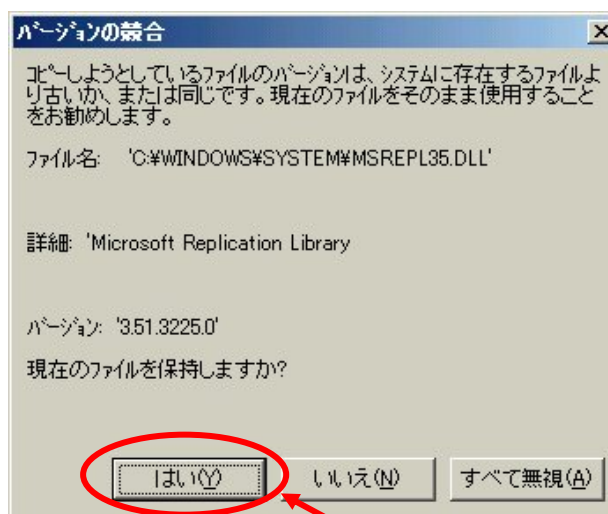 ﾊﾞｰｼﾞｮﾝの競合
ｺﾋﾟｰしようとしているﾌｧｲﾙのﾊﾞｰｼﾞｮﾝは、ｼｽﾃﾑに存在するﾌｧｲﾙよ
り古いか、または同じです。現在のﾌｧｲﾙをそのまま使用すること
をお勧めします。
ﾌｧｲﾙ名: 'C:¥WINDOWS¥SYSTEM¥MSREPL35.DLL'
詳細: 'Microsoft Replication Library
ﾊﾞｰｼﾞｮﾝ: '3.51.3225.0'
現在のﾌｧｲﾙを保持しますか?
はい(Y) いいえ(N) すべて無視(A)